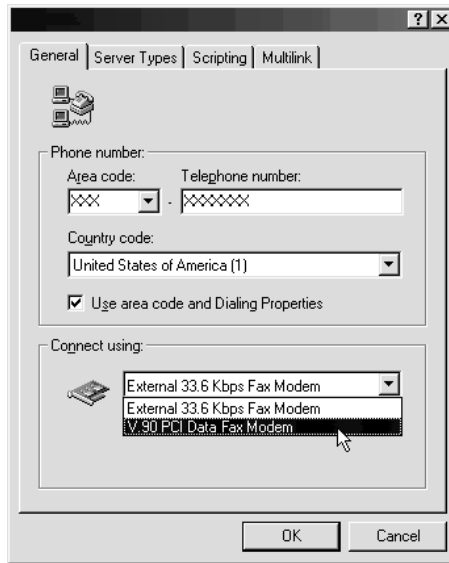 General Server Types Scripting Multilink
Phone number:
Area code: Telephone number:
XXX - XXXXXXX
Country code:
United States of America (1)
Use area code and Dialing Properties
Connect using:
External 33.6 Kbps Fax Modem
External 33.6 Kbps Fax Modem
V.90 PCI Data Fax Modem
OK Cancel